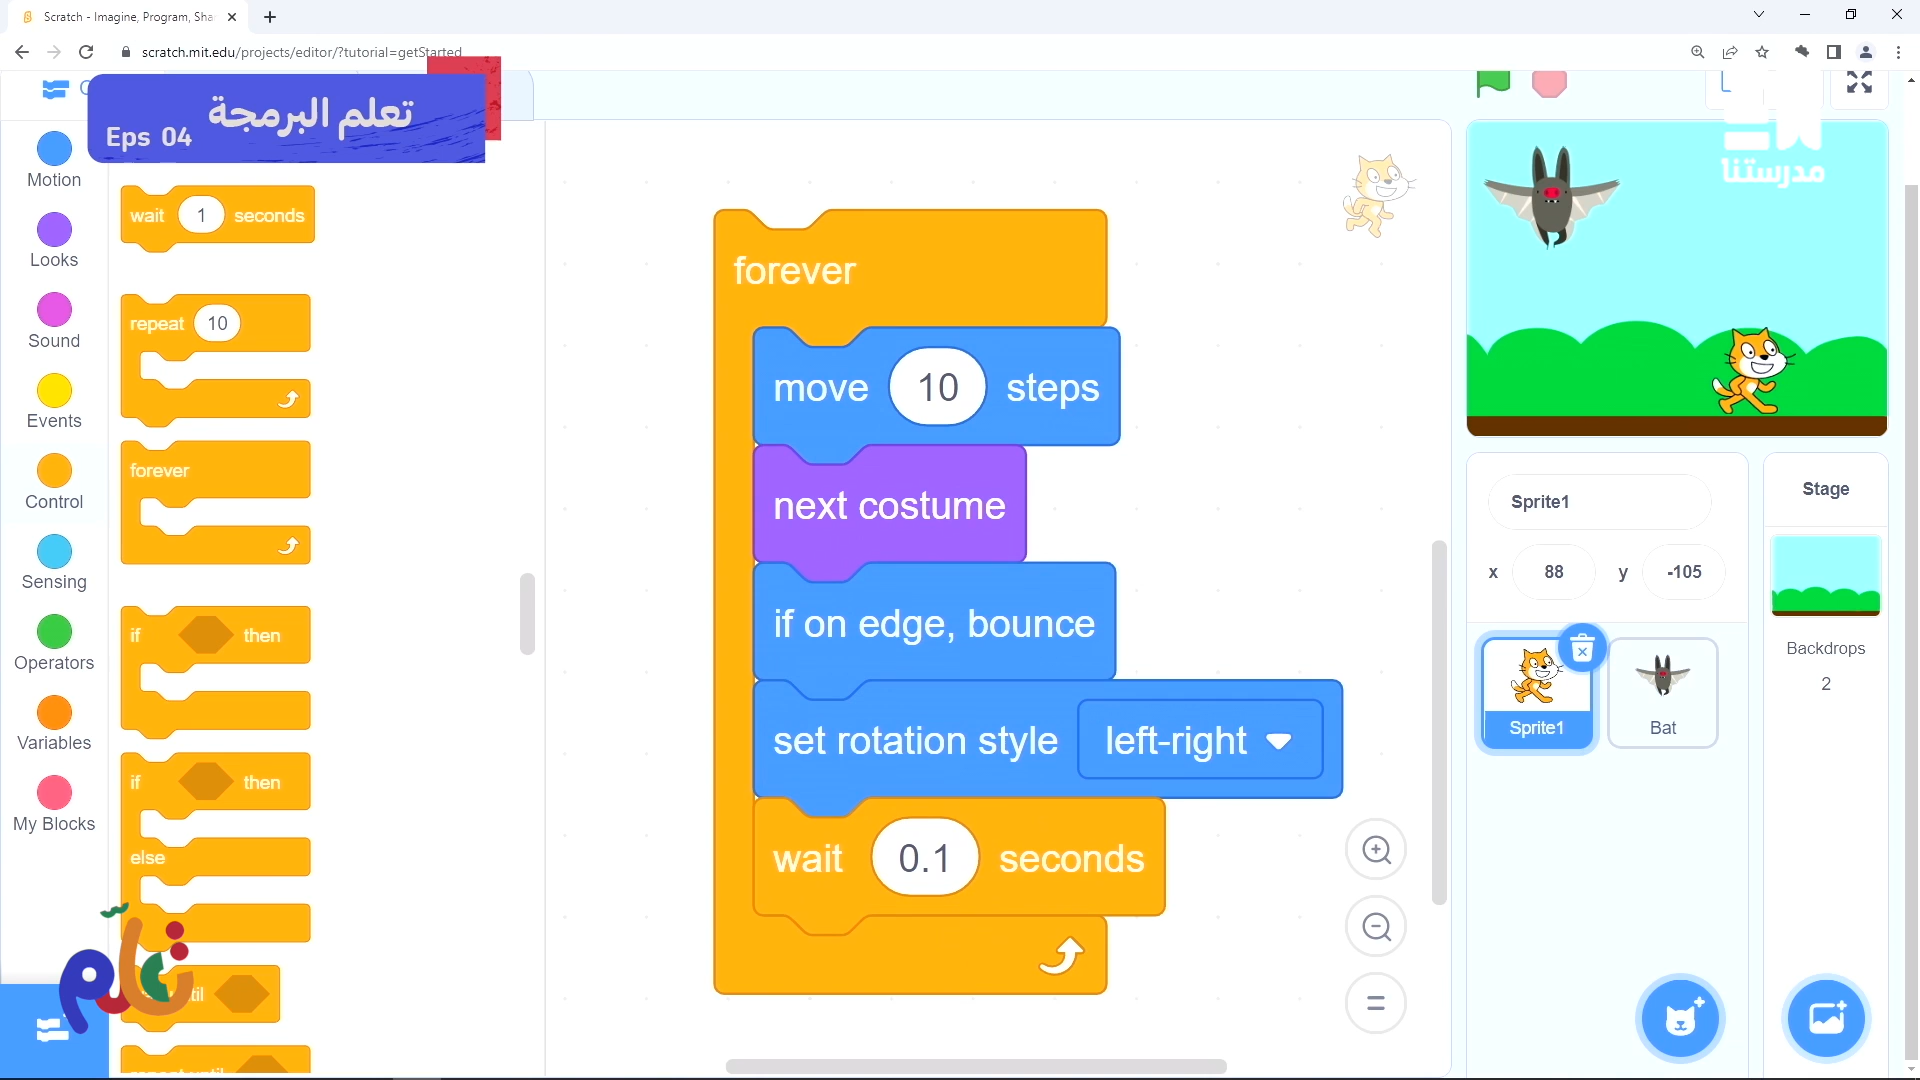 Scratch - Imagine, Program, Sha
scratch.mit.edu/projects/editor/?tutorial=getStarted
تعلم البرمجة
Eps 04
Motion
Looks
Sound
Events
Control
Sensing
Operators
Variables
My Blocks
wait 1 seconds
repeat 10
forever
if then
if then
else
repeat until
forever
move 10 steps
next costume
if on edge, bounce
set rotation style left-right
wait 0.1 seconds
مدرستنا
Sprite1
x 88 y -105
Sprite1
Bat
Stage
Backdrops
2